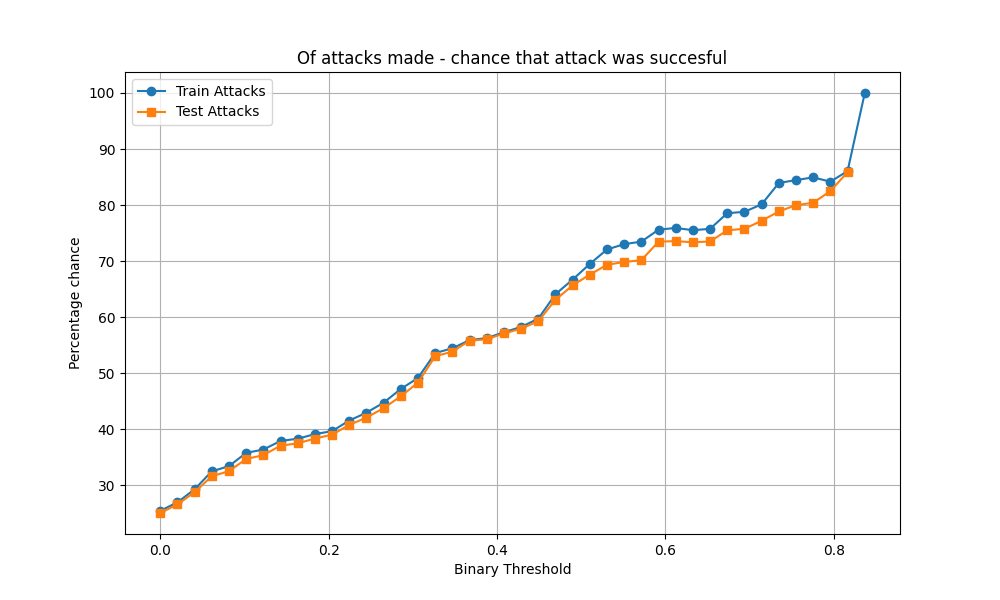 Of attacks made - chance that attack was succesful
Train Attacks
Test Attacks
100
90
80
70
60
50
40
30
Percentage chance
0.0 0.2 0.4 0.6 0.8
Binary Threshold